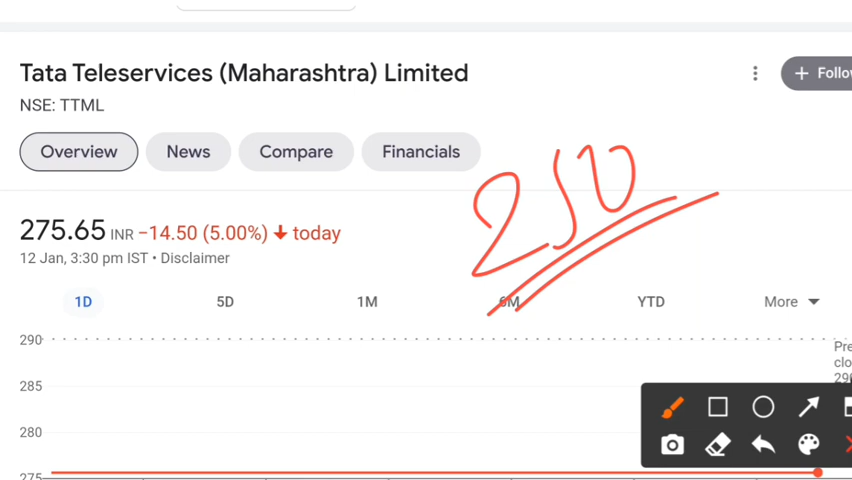 Tata Teleservices (Maharashtra) Limited
+ Follow
NSE: TTML
Overview News Compare Financials
250
275.65 INR −14.50 (5.00%) ↓ today
12 Jan, 3:30 pm IST • Disclaimer
1D 5D 1M 6M YTD More
290
285
280
275